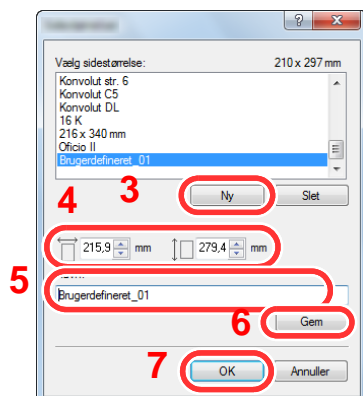 Vælg sidestørrelse: 210 x 297 mm
Konvolut str. 6
Konvolut C5
Konvolut DL
16 K
216 x 340 mm
Oficio II
Brugerdefineret_01
3 Ny Slet
4
215,9 mm 279,4 mm
5
Brugerdefineret_01
6 Gem
7 OK Annuller